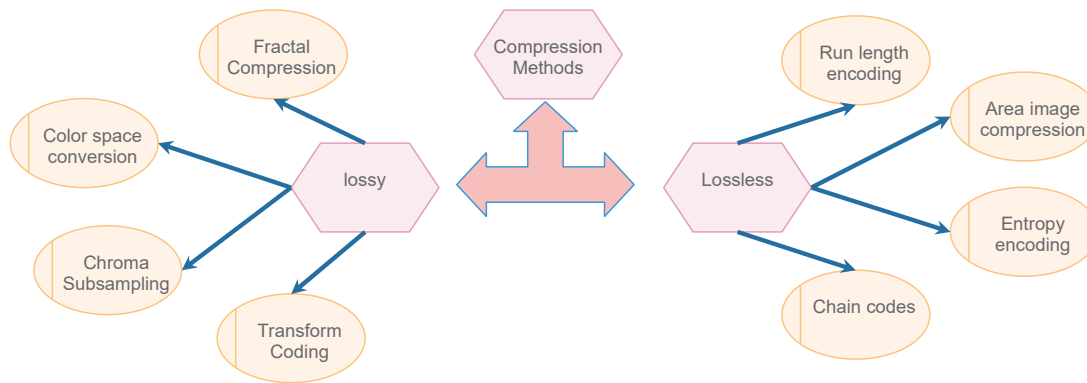 Compression
Methods
lossy
Fractal
Compression
Color space
conversion
Chroma
Subsampling
Transform
Coding
Lossless
Run length
encoding
Area image
compression
Entropy
encoding
Chain codes